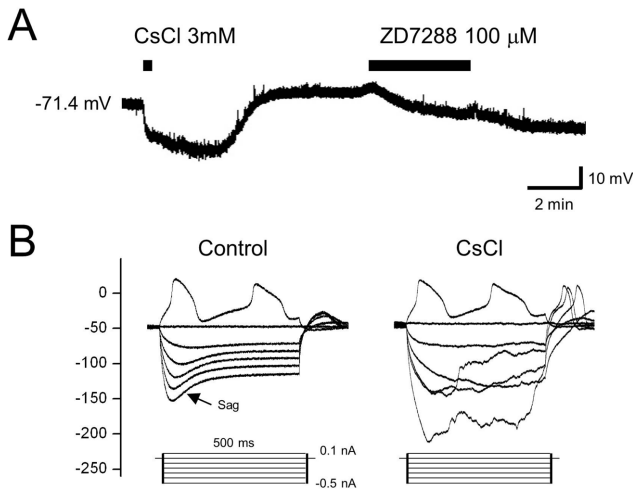 A
CsCl 3mM
ZD7288 100 μM
-71.4 mV
10 mV
2 min
B
Control
CsCl
0
-50
-100
-150
-200
-250
Sag
500 ms
0.1 nA
-0.5 nA